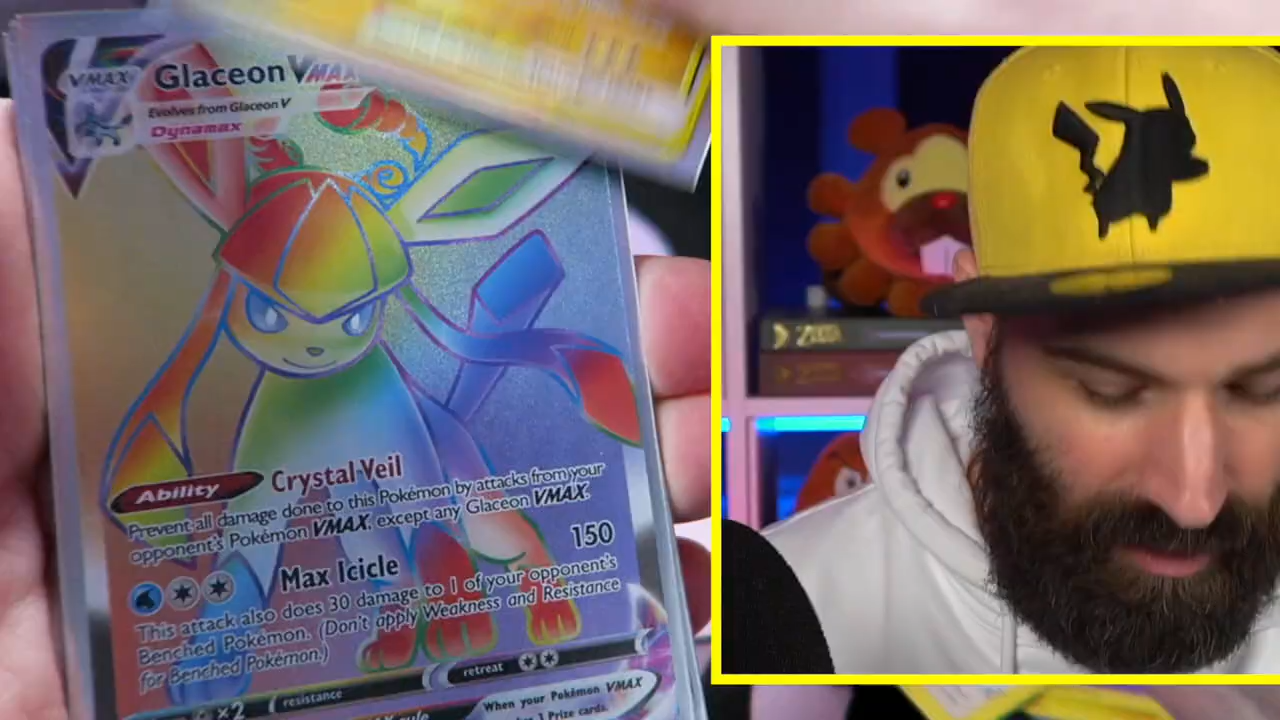 VMAX
Glaceon VMAX
Evolves from Glaceon V
Dynamax
Ability Crystal Veil
Prevent all damage done to this Pokémon by attacks from your
opponent's Pokémon VMAX, except any Glaceon VMAX.
Max Icicle 150
This attack also does 30 damage to 1 of your opponent's
Benched Pokémon. (Don't apply Weakness and Resistance
for Benched Pokémon.)
×2 resistance retreat
When your Pokémon VMAX
3 Prize cards.